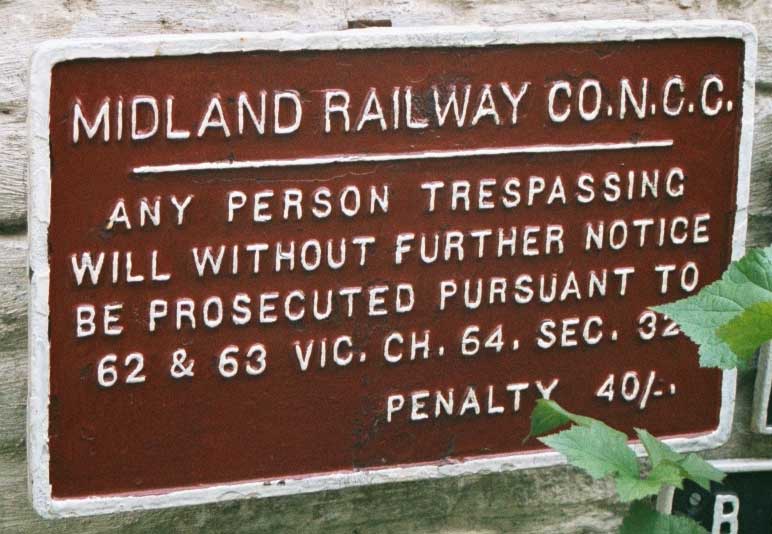 MIDLAND RAILWAY CO.N.C.C.
ANY PERSON TRESPASSING
WILL WITHOUT FURTHER NOTICE
BE PROSECUTED PURSUANT TO
62 & 63 VIC. CH. 64. SEC. 32
PENALTY 40/-.
B